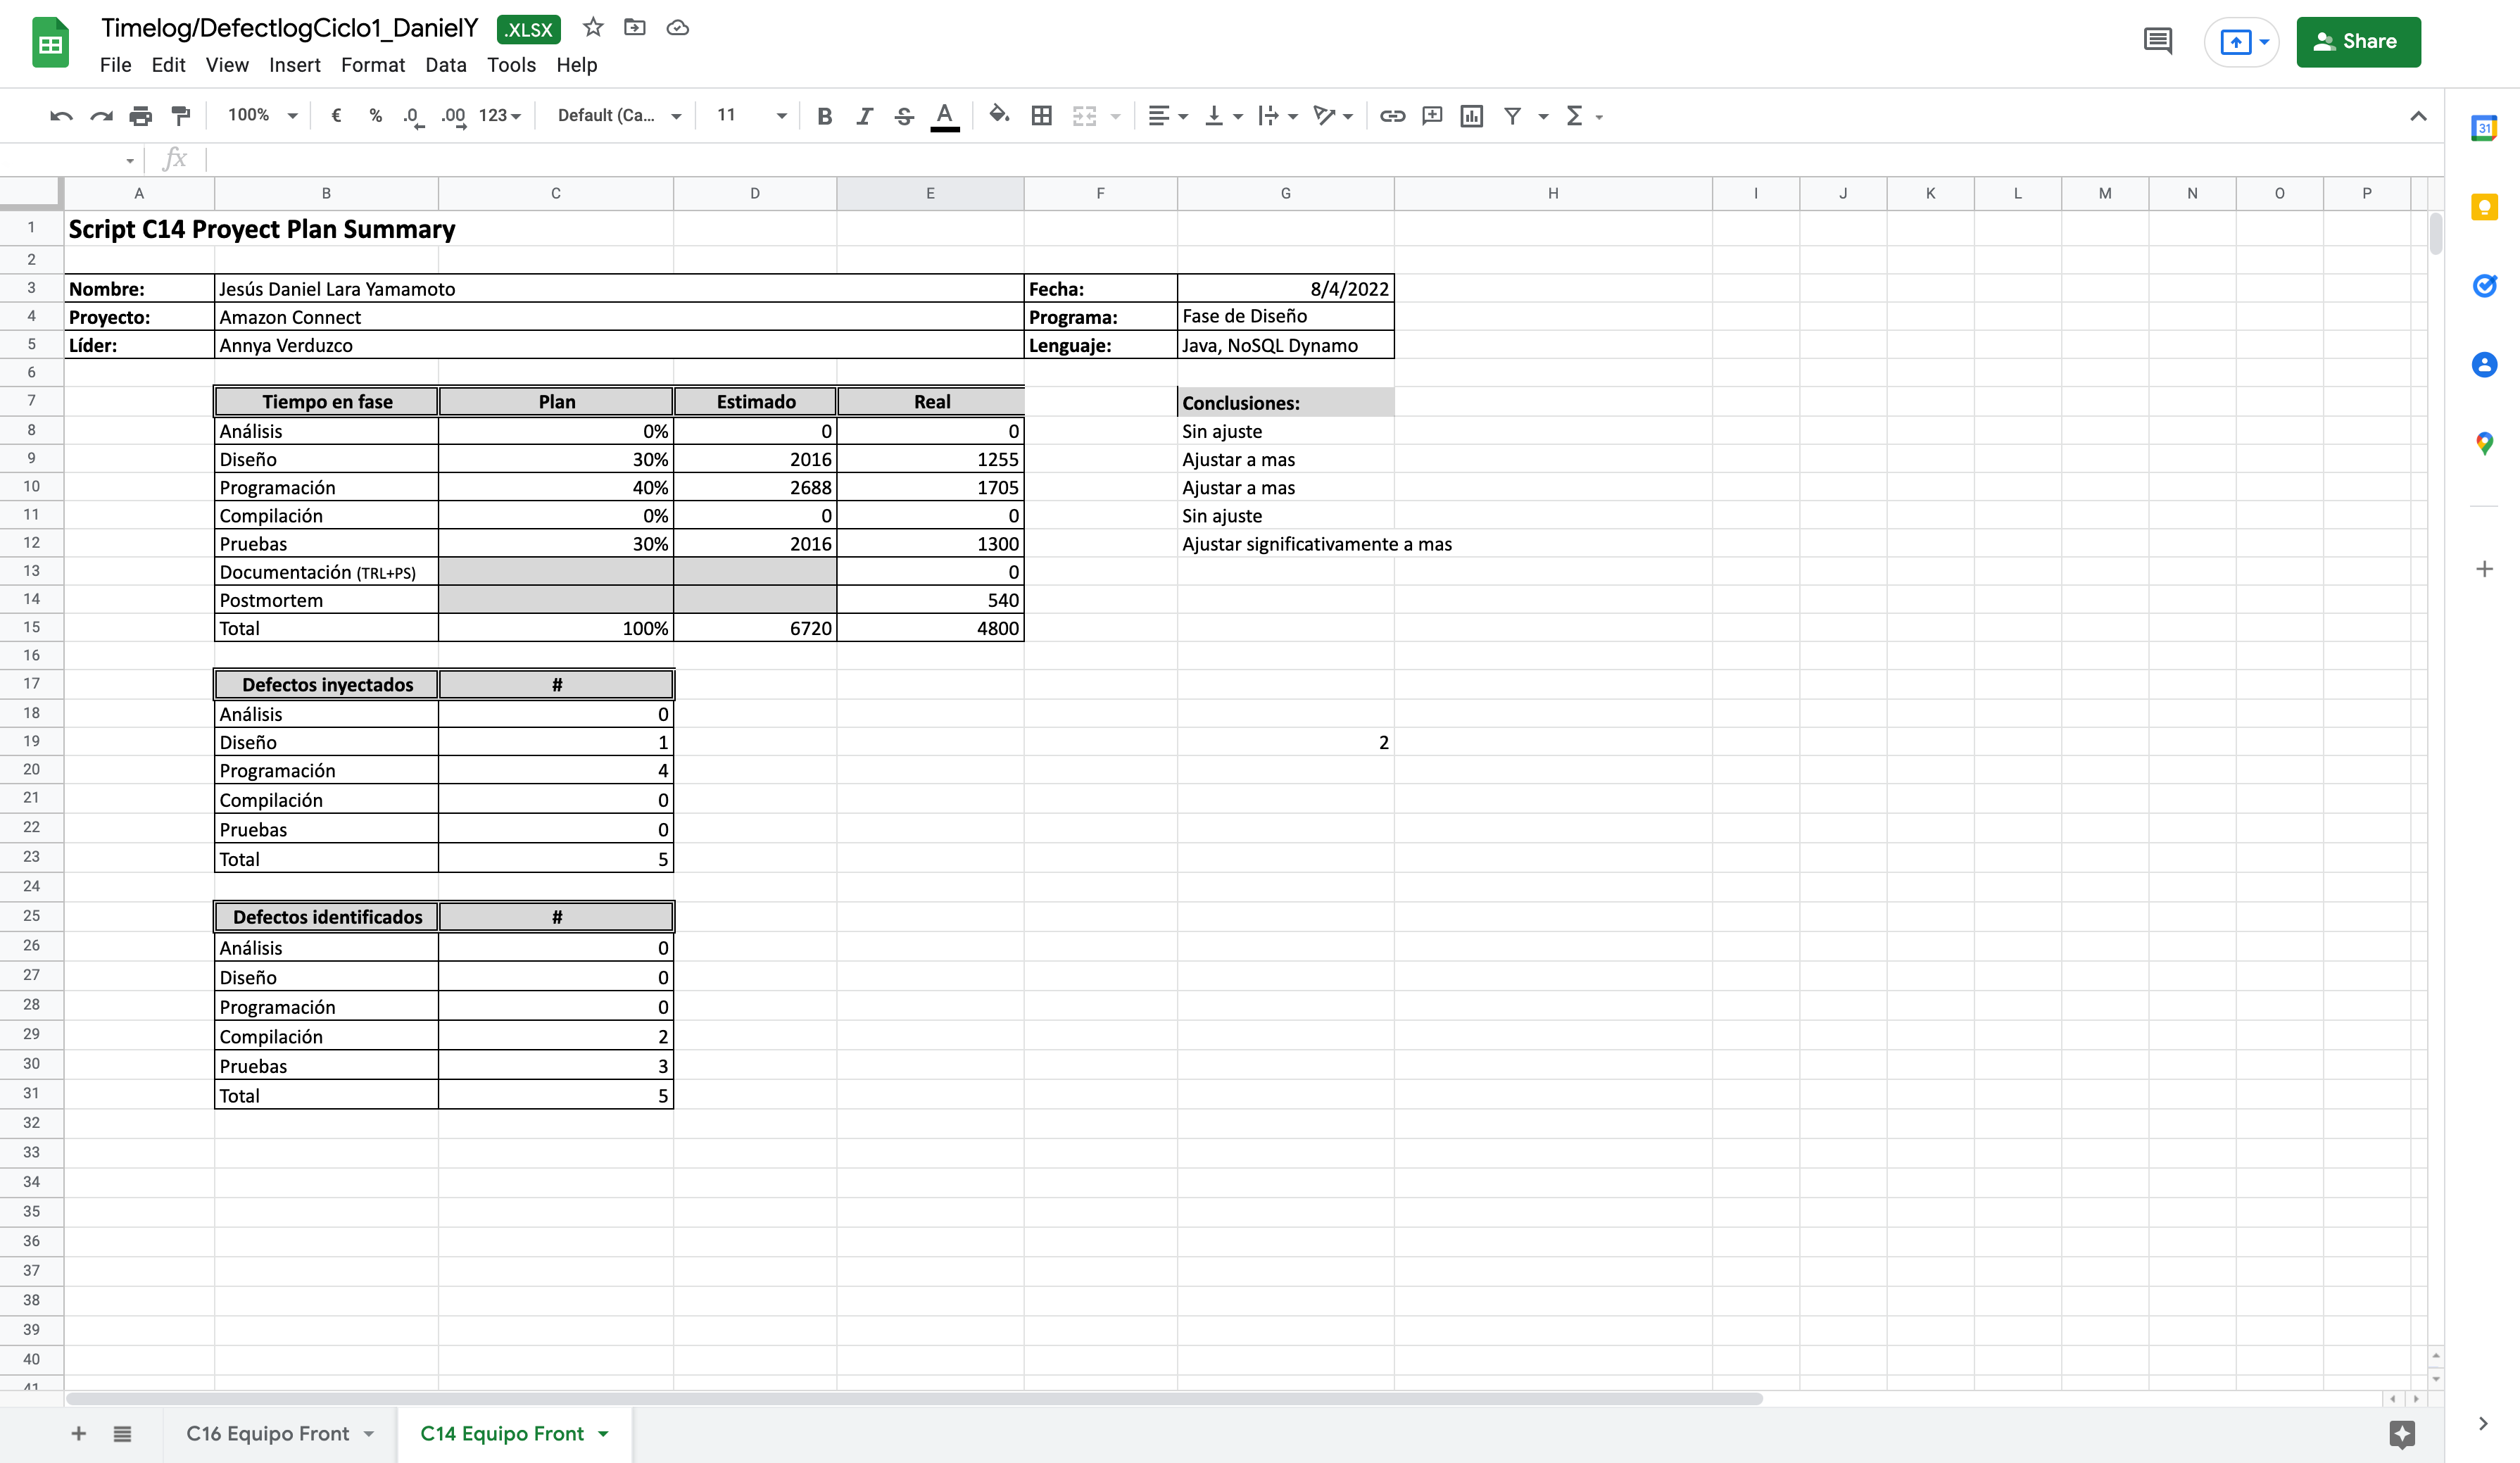 Timelog/DefectlogCiclo1_DanielY .XLSX
File Edit View Insert Format Data Tools Help
Share
100% € % .0 .00 123 Default (Ca... 11 B I S A Σ
31
fx
A B C D E F G H I J K L M N O P
1 Script C14 Proyect Plan Summary
2
3 Nombre: Jesús Daniel Lara Yamamoto Fecha: 8/4/2022
4 Proyecto: Amazon Connect Programa: Fase de Diseño
5 Líder: Annya Verduzco Lenguaje: Java, NoSQL Dynamo
6
7 Tiempo en fase Plan Estimado Real Conclusiones:
8 Análisis 0% 0 0 Sin ajuste
9 Diseño 30% 2016 1255 Ajustar a mas
10 Programación 40% 2688 1705 Ajustar a mas
11 Compilación 0% 0 0 Sin ajuste
12 Pruebas 30% 2016 1300 Ajustar significativamente a mas
13 Documentación (TRL+PS) 0
14 Postmortem 540
15 Total 100% 6720 4800
16
17 Defectos inyectados #
18 Análisis 0
19 Diseño 1 2
20 Programación 4
21 Compilación 0
22 Pruebas 0
23 Total 5
24
25 Defectos identificados #
26 Análisis 0
27 Diseño 0
28 Programación 0
29 Compilación 2
30 Pruebas 3
31 Total 5
32
33
34
35
36
37
38
39
40
41
C16 Equipo Front C14 Equipo Front